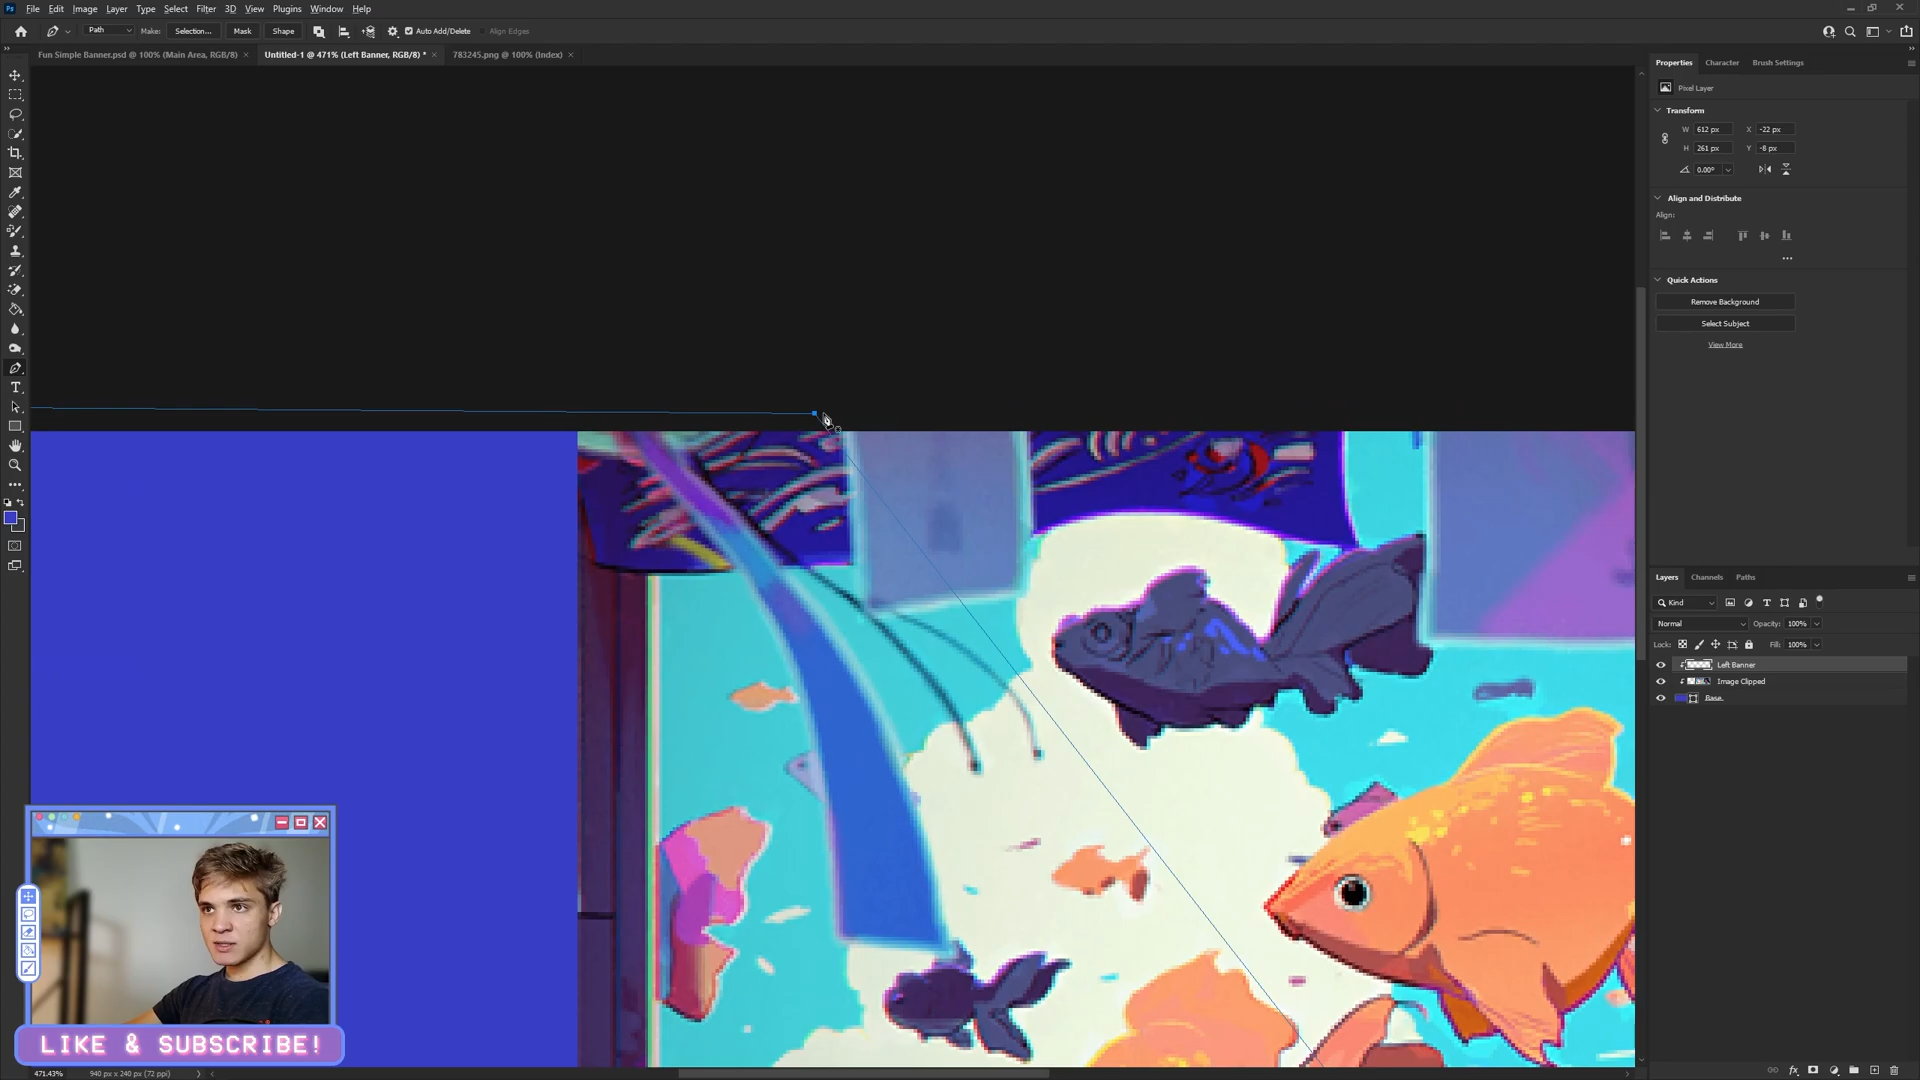 Ps File Edit Image Layer Type Select Filter 3D View Plugins Window Help
Path Make: Selection... Mask Shape Auto Add/Delete Align Edges
Fun Simple Banner.psd @ 100% (Main Area, RGB/8) × Untitled-1 @ 471% (Left Banner, RGB/8) * × 783245.png @ 100% (Index) ×
Properties Character Brush Settings
Pixel Layer
Transform
W 612 px X -22 px
H 261 px Y -8 px
0.00°
Align and Distribute
Align:
Quick Actions
Remove Background
Select Subject
View More
Layers Channels Paths
Kind
Normal Opacity: 100%
Lock: Fill: 100%
Left Banner
Image Clipped
Base
LIKE & SUBSCRIBE!
471.43% 940 px x 240 px (72 ppi)